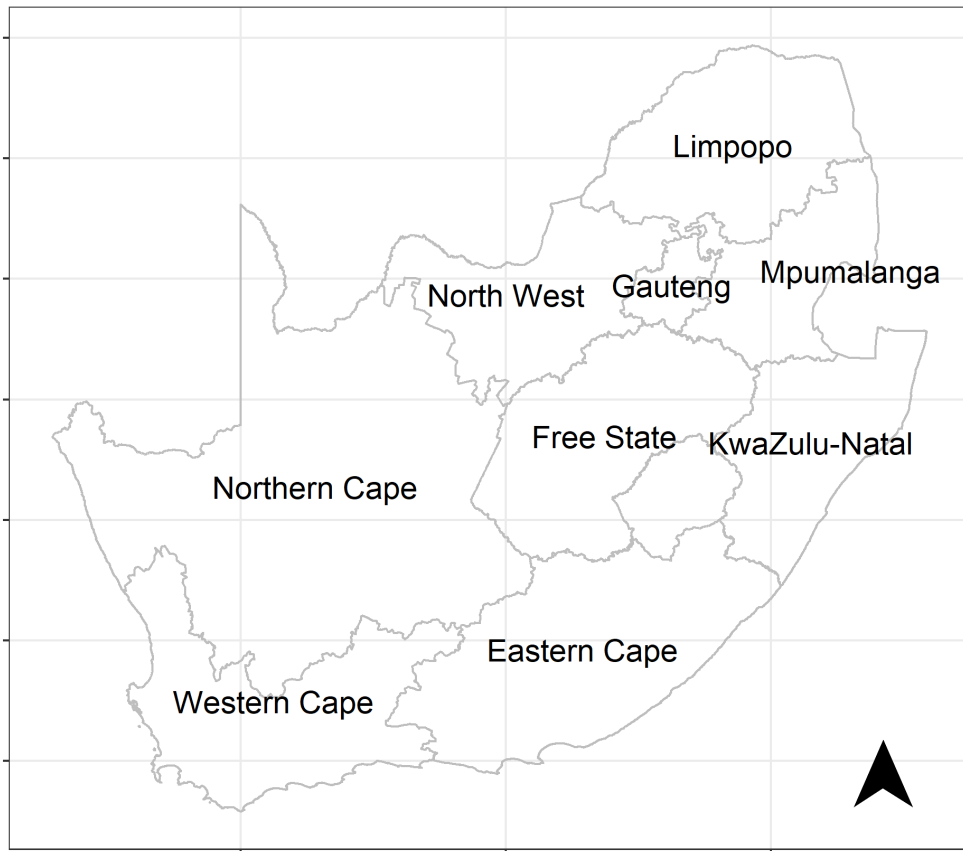 Limpopo
Mpumalanga
Gauteng
North West
Free State
KwaZulu-Natal
Northern Cape
Eastern Cape
Western Cape